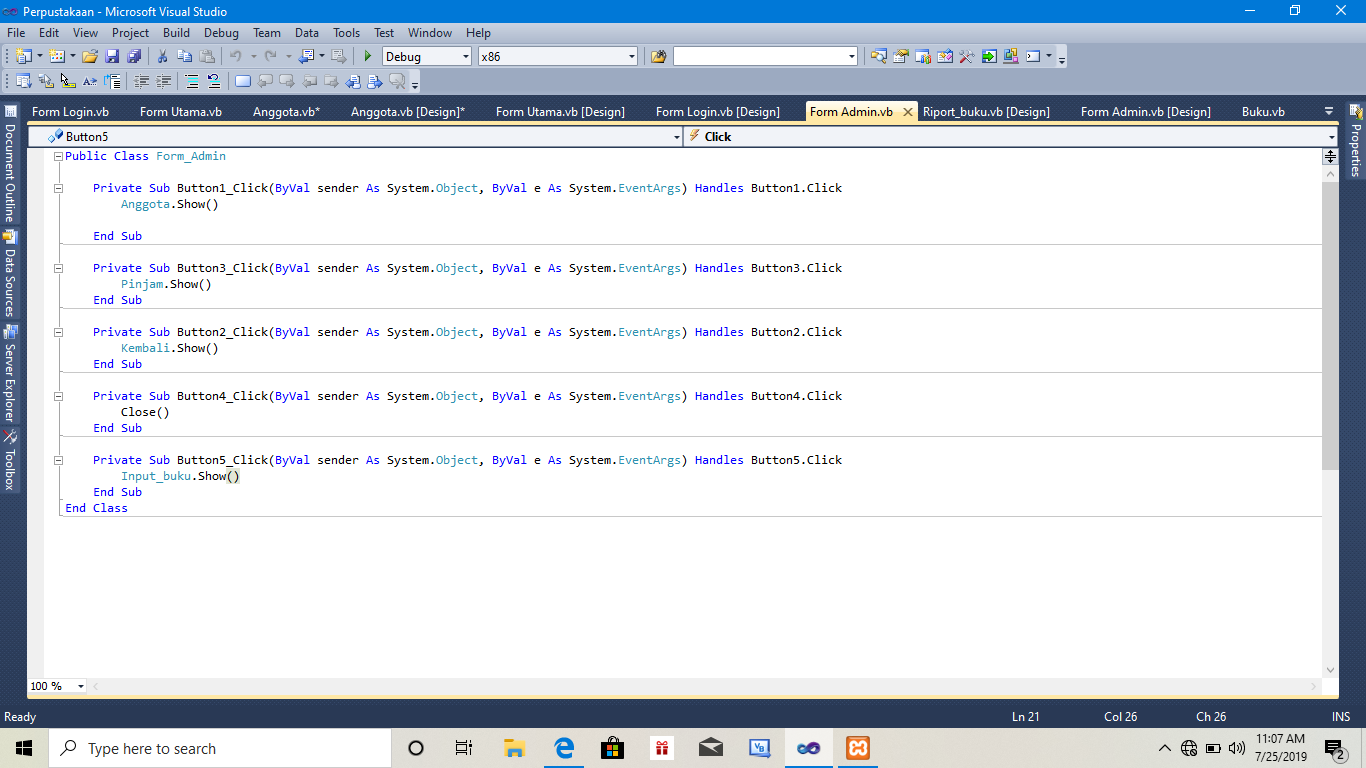 Perpustakaan - Microsoft Visual Studio
File Edit View Project Build Debug Team Data Tools Test Window Help
Debug x86
Form Login.vb Form Utama.vb Anggota.vb* Anggota.vb [Design]* Form Utama.vb [Design] Form Login.vb [Design] Form Admin.vb Riport_buku.vb [Design] Form Admin.vb [Design] Buku.vb
Button5 Click
Public Class Form_Admin
Private Sub Button1_Click(ByVal sender As System.Object, ByVal e As System.EventArgs) Handles Button1.Click
Anggota.Show()
End Sub
Private Sub Button3_Click(ByVal sender As System.Object, ByVal e As System.EventArgs) Handles Button3.Click
Pinjam.Show()
End Sub
Private Sub Button2_Click(ByVal sender As System.Object, ByVal e As System.EventArgs) Handles Button2.Click
Kembali.Show()
End Sub
Private Sub Button4_Click(ByVal sender As System.Object, ByVal e As System.EventArgs) Handles Button4.Click
Close()
End Sub
Private Sub Button5_Click(ByVal sender As System.Object, ByVal e As System.EventArgs) Handles Button5.Click
Input_buku.Show()
End Sub
End Class
Document Outline
Data Sources
Server Explorer
Toolbox
Properties
100 %
Ready Ln 21 Col 26 Ch 26 INS
Type here to search
VB
11:07 AM
7/25/2019
2